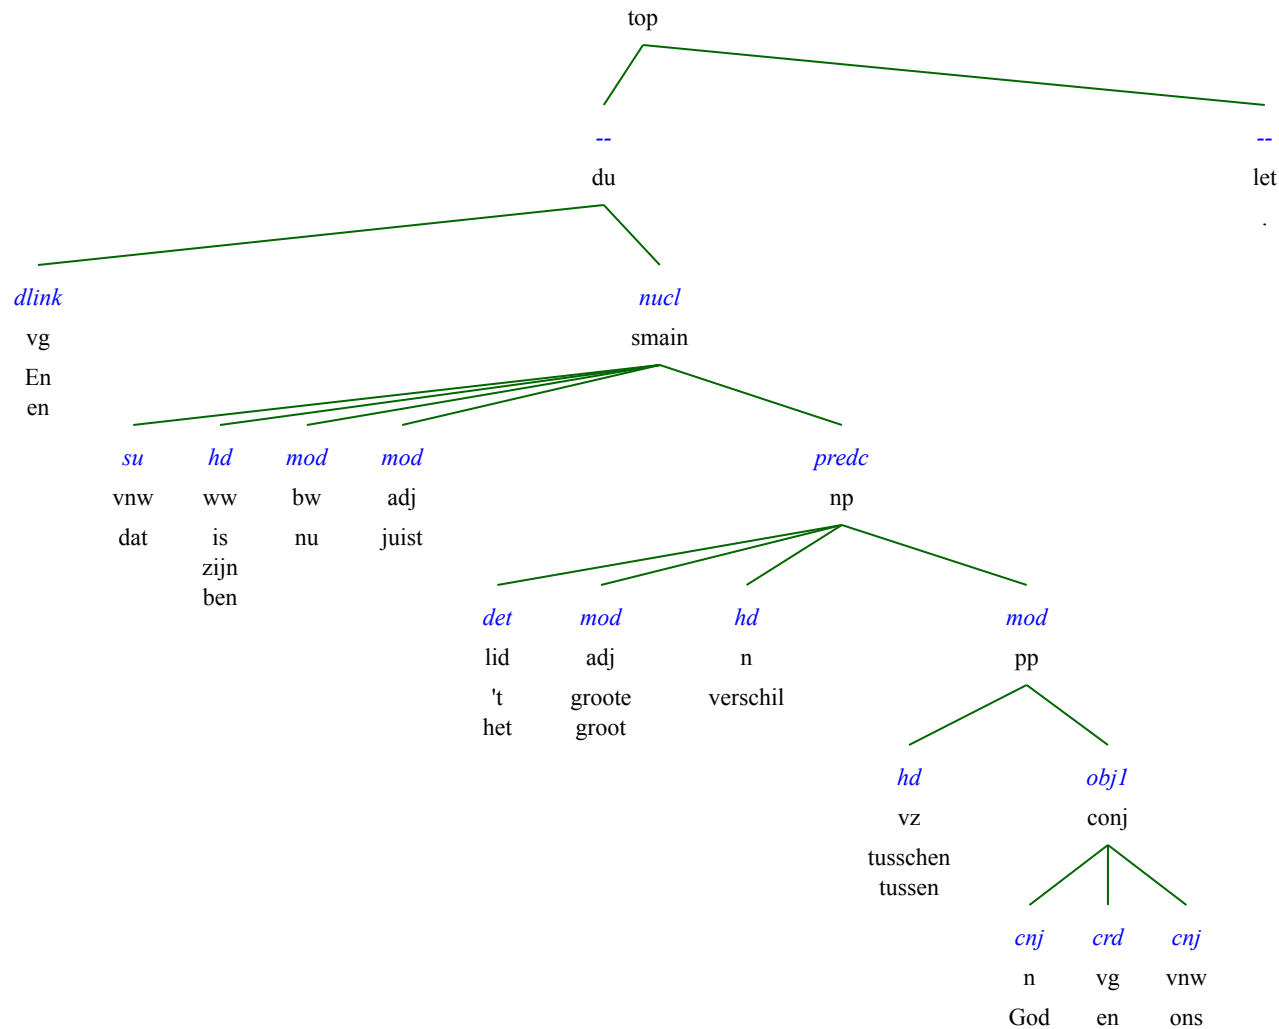 top
-- --
du let
.
dlink nucl
vg smain
En
en
su hd mod mod predc
vnw ww bw adj np
dat is nu juist
zijn
ben
det mod hd mod
lid adj n pp
't groote verschil
het groot
hd obj1
vz conj
tusschen
tussen
cnj crd cnj
n vg vnw
God en ons